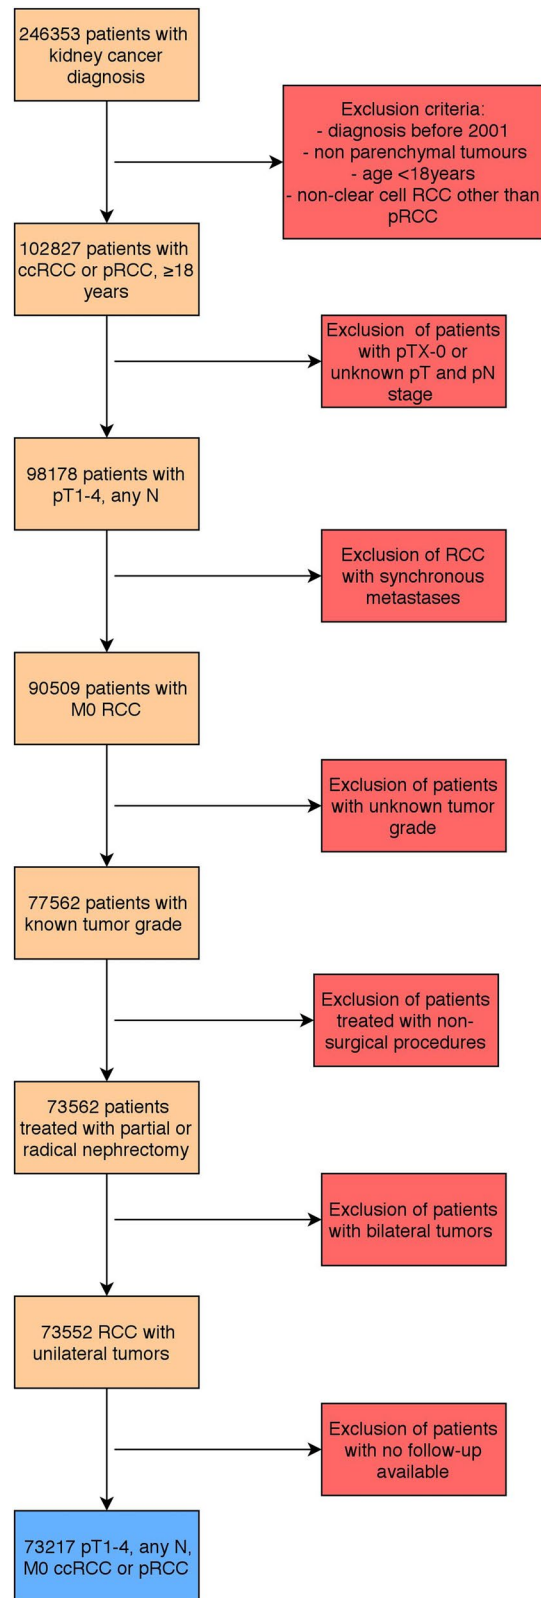 246353 patients with
kidney cancer
diagnosis
Exclusion criteria:
- diagnosis before 2001
- non parenchymal tumours
- age <18years
- non-clear cell RCC other than
pRCC
102827 patients with
ccRCC or pRCC, ≥18
years
Exclusion of patients
with pTX-0 or
unknown pT and pN
stage
98178 patients with
pT1-4, any N
Exclusion of RCC
with synchronous
metastases
90509 patients with
M0 RCC
Exclusion of patients
with unknown tumor
grade
77562 patients with
known tumor grade
Exclusion of patients
treated with non-
surgical procedures
73562 patients
treated with partial or
radical nephrectomy
Exclusion of patients
with bilateral tumors
73552 RCC with
unilateral tumors
Exclusion of patients
with no follow-up
available
73217 pT1-4, any N,
M0 ccRCC or pRCC